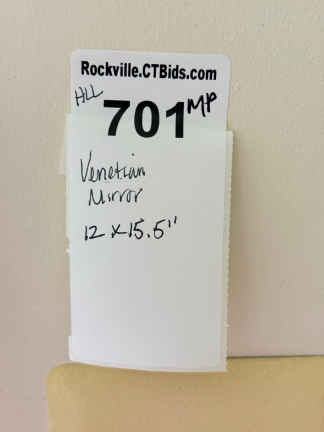 Rockville.CTBids.com
HLL 701 MP
Venetian
Mirror
12 x 15.5"